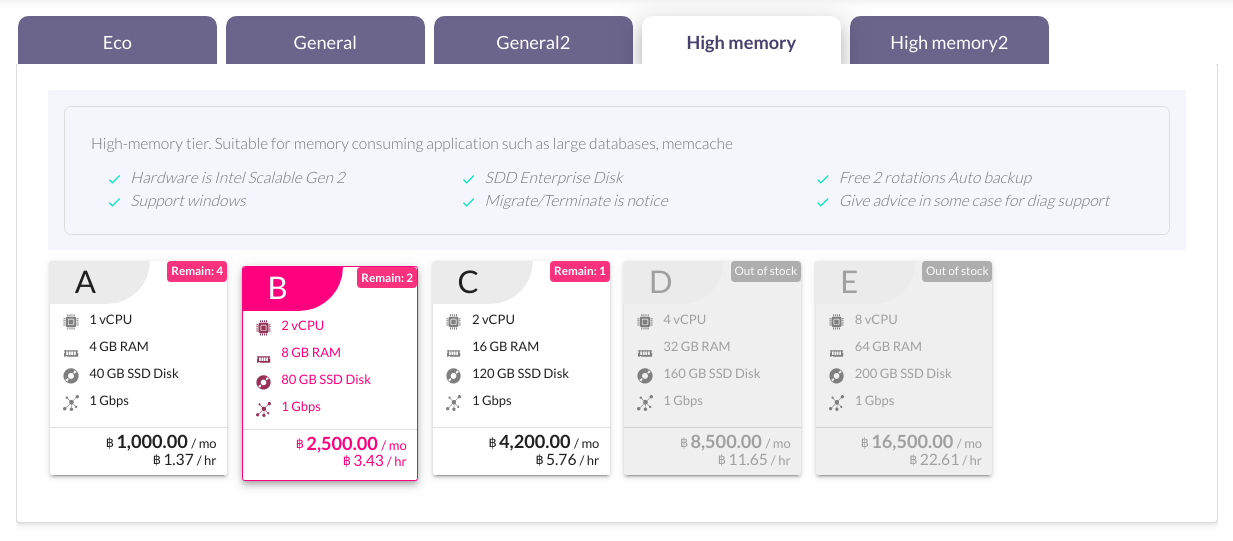 Eco
General
General2
High memory
High memory2
High-memory tier. Suitable for memory consuming application such as large databases, memcache
Hardware is Intel Scalable Gen 2
SDD Enterprise Disk
Free 2 rotations Auto backup
Support windows
Migrate/Terminate is notice
Give advice in some case for diag support
A
Remain: 4
1 vCPU
4 GB RAM
40 GB SSD Disk
1 Gbps
฿ 1,000.00 / mo
฿ 1.37 / hr
B
Remain: 2
2 vCPU
8 GB RAM
80 GB SSD Disk
1 Gbps
฿ 2,500.00 / mo
฿ 3.43 / hr
C
Remain: 1
2 vCPU
16 GB RAM
120 GB SSD Disk
1 Gbps
฿ 4,200.00 / mo
฿ 5.76 / hr
D
Out of stock
4 vCPU
32 GB RAM
160 GB SSD Disk
1 Gbps
฿ 8,500.00 / mo
฿ 11.65 / hr
E
Out of stock
8 vCPU
64 GB RAM
200 GB SSD Disk
1 Gbps
฿ 16,500.00 / mo
฿ 22.61 / hr